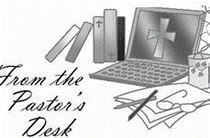 From the
Pastor's
Desk